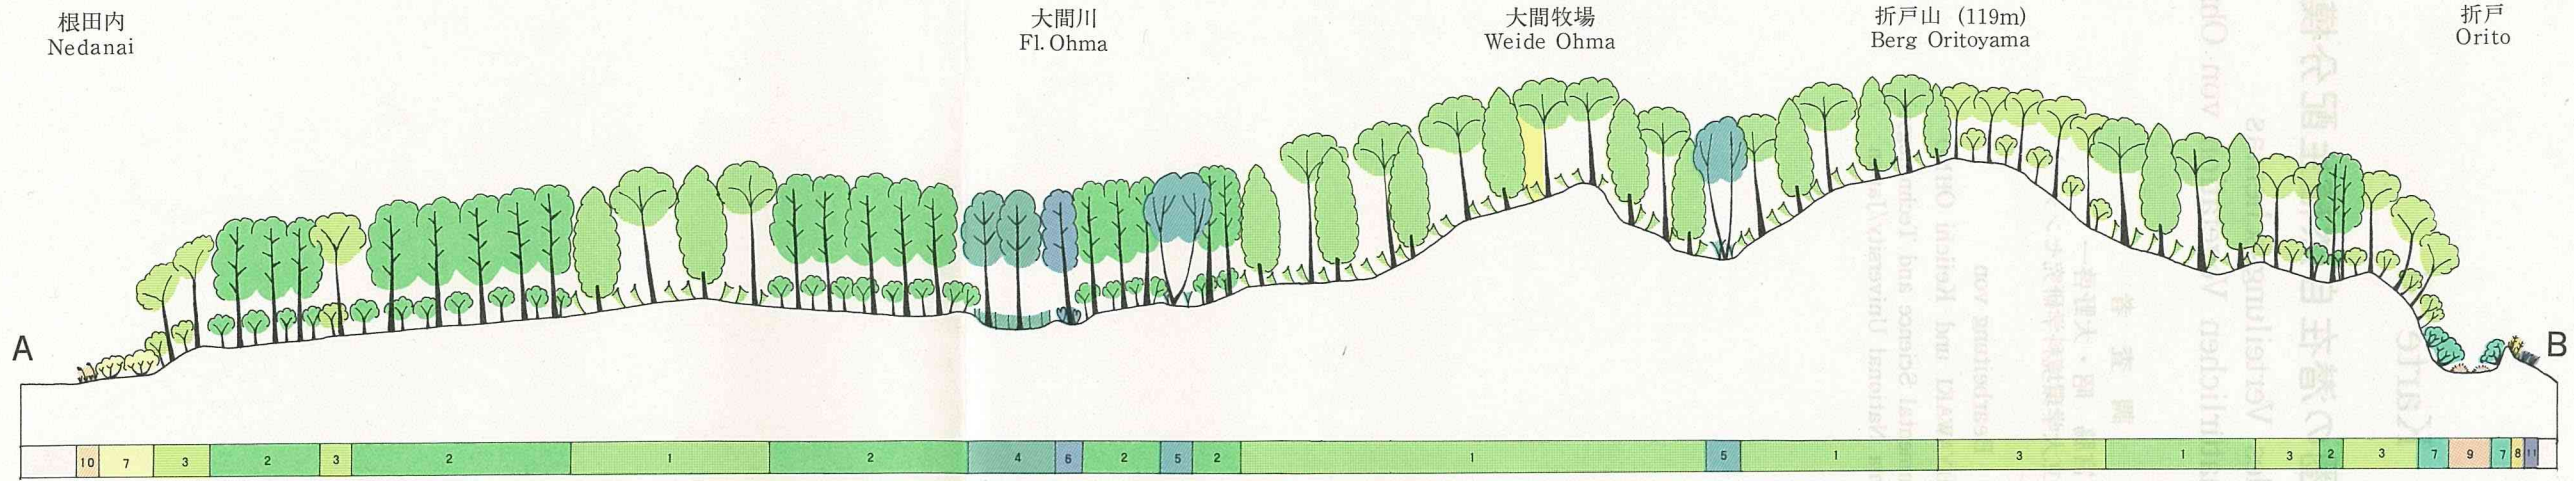 根田内
Nedanai
大間川
Fl. Ohma
大間牧場
Weide Ohma
折戸山 (119m)
Berg Oritoyama
折戸
Orito
A
B
10 7 3 2 3 2 1 2 4 6 2 5 2 1 5 1 3 1 3 2 3 7 9 7 8 11